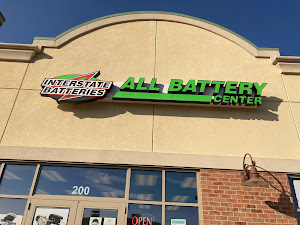 INTERSTATE
BATTERIES
ALL BATTERY
CENTER
200
OPEN